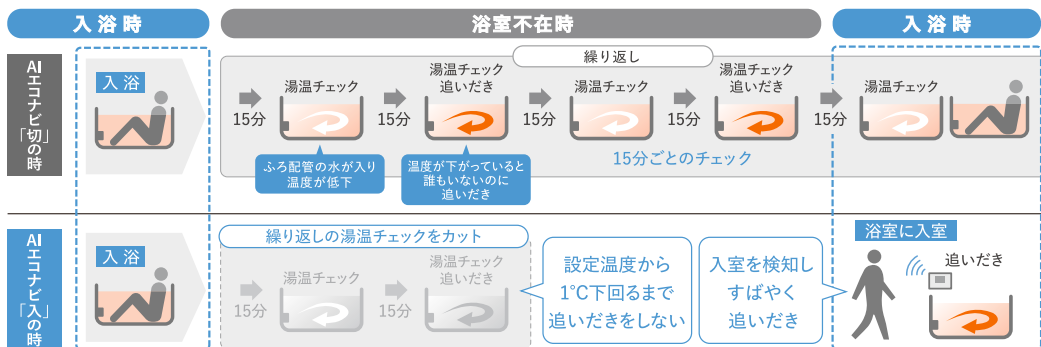 入浴時
浴室不在時
入浴時
AIエコナビ「切」の時
入浴
繰り返し
15分
湯温チェック
15分
湯温チェック
追いだき
15分
湯温チェック
15分
湯温チェック
追いだき
15分
湯温チェック
ふろ配管の水が入り
温度が低下
温度が下がっていると
誰もいないのに
追いだき
15分ごとのチェック
AIエコナビ「入」の時
入浴
繰り返しの湯温チェックをカット
15分
湯温チェック
15分
湯温チェック
追いだき
設定温度から
1℃下回るまで
追いだきをしない
入室を検知し
すばやく
追いだき
浴室に入室
追いだき